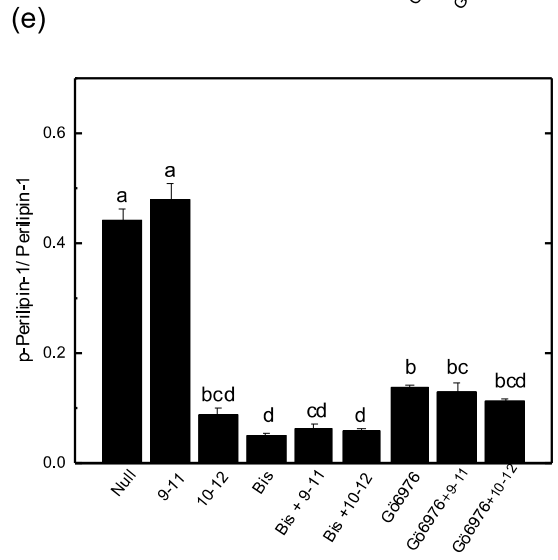 (e)
p-Perilipin-1/ Perilipin-1
0.6
0.4
0.2
0.0
a
a
bcd
d
cd
d
b
bc
bcd
Null
9-11
10-12
Bis
Bis + 9-11
Bis +10-12
Gö6976
Gö6976+9-11
Gö6976+10-12